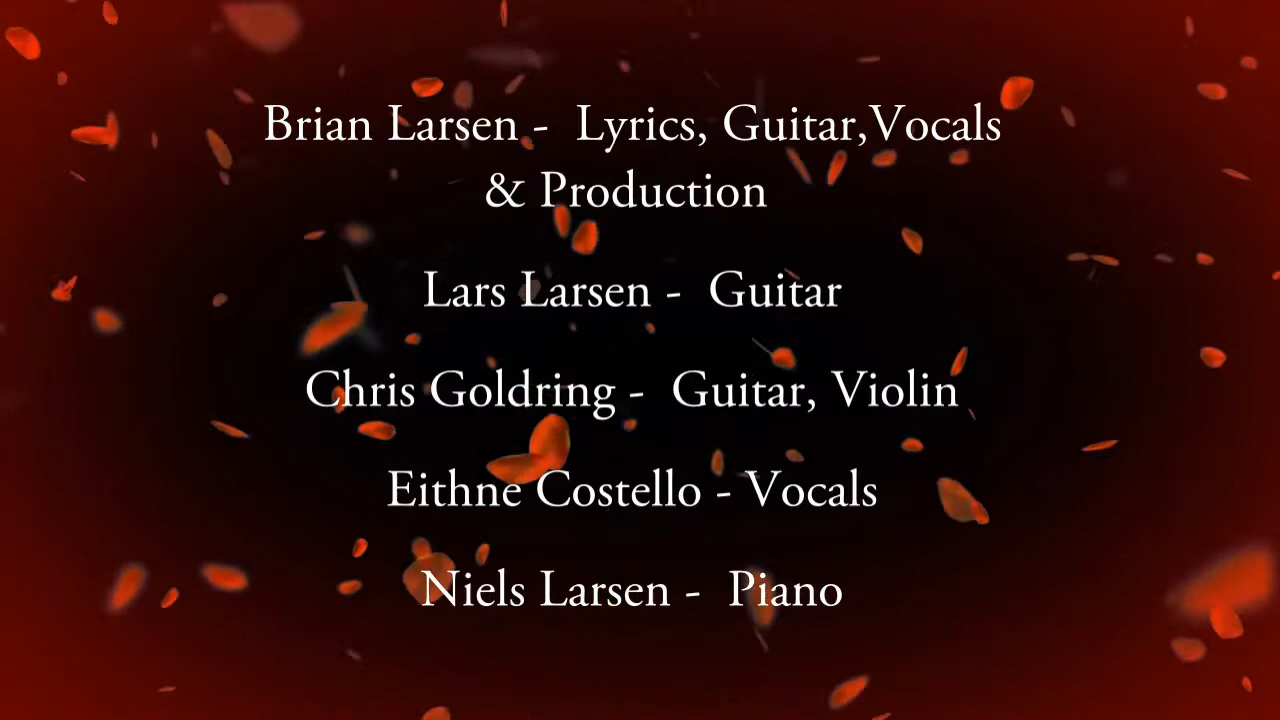 Brian Larsen -  Lyrics, Guitar,Vocals
& Production
Lars Larsen -  Guitar
Chris Goldring -  Guitar, Violin
Eithne Costello - Vocals
Niels Larsen -  Piano